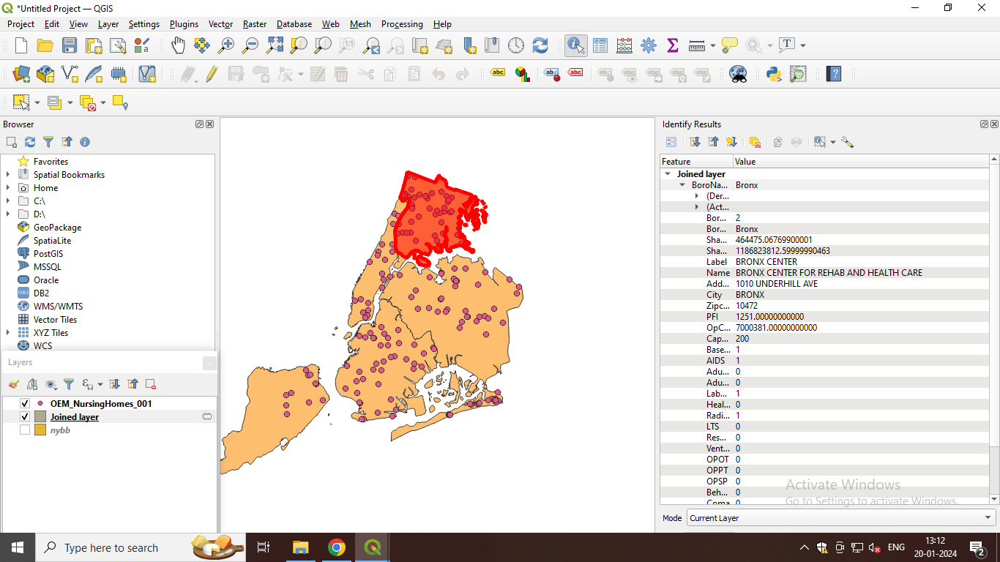 *Untitled Project — QGIS
Project Edit View Layer Settings Plugins Vector Raster Database Web Mesh Processing Help
Browser
Favorites
Spatial Bookmarks
Home
C:\
D:\
GeoPackage
SpatiaLite
PostGIS
MSSQL
Oracle
DB2
WMS/WMTS
Vector Tiles
XYZ Tiles
WCS
Layers
OEM_NursingHomes_001
Joined layer
nybb
Identify Results
Feature Value
Joined layer
BoroNa... Bronx
(Der...
(Act...
Bor... 2
Bor... Bronx
Sha... 464475.06769900001
Sha... 1186823812.59999990463
Label BRONX CENTER
Name BRONX CENTER FOR REHAB AND HEALTH CARE
Add... 1010 UNDERHILL AVE
City BRONX
Zipc... 10472
PFI 1251.00000000000
OpC... 7000381.00000000000
Cap... 200
Base... 1
AIDS 1
Adu... 0
Adu... 0
Lab... 1
Heal... 0
Radi... 1
LTS 0
Res... 0
Vent... 0
OPOT 0
OPPT 0
OPSP 0
Beh... 0
Coma... 0
Activate Windows
Go to Settings to activate Windows.
Mode Current Layer
Type here to search
ENG
13:12
20-01-2024
2